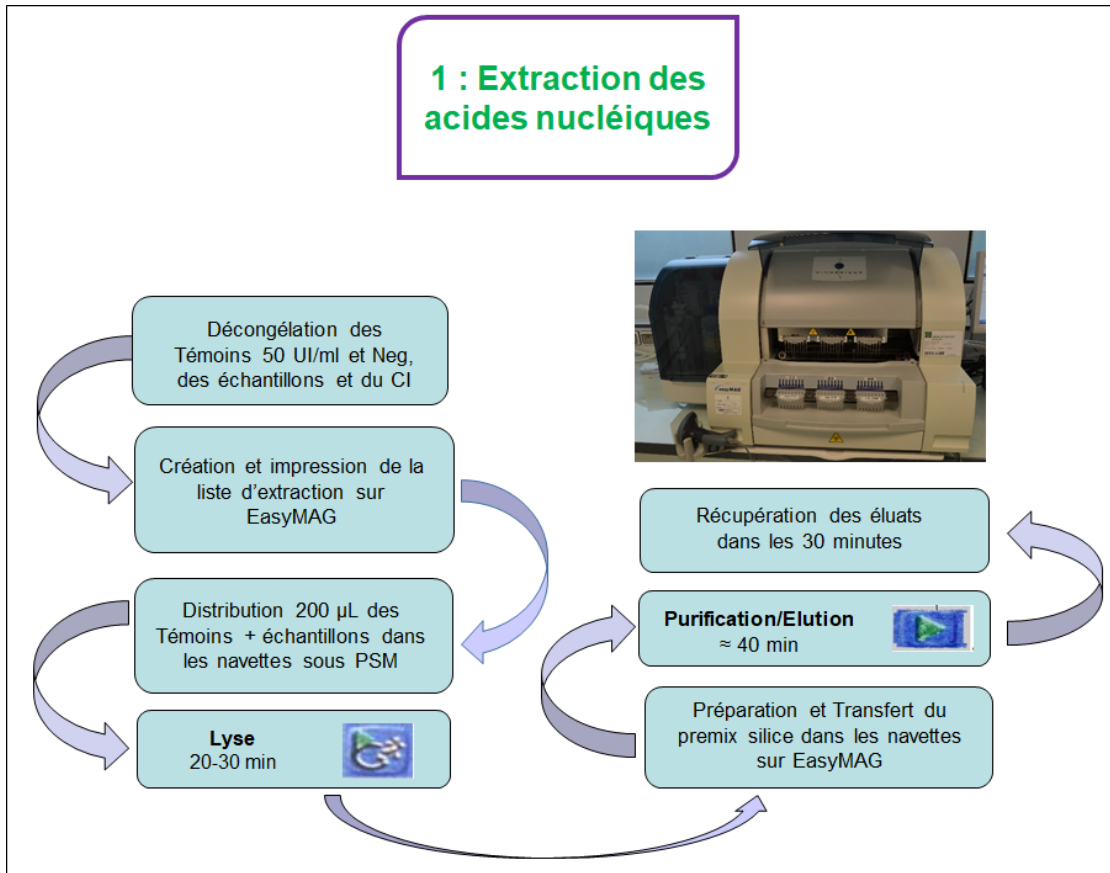 1 : Extraction des
acides nucléiques
Décongélation des
Témoins 50 UI/ml et Neg,
des échantillons et du CI
Création et impression de la
liste d'extraction sur
EasyMAG
Distribution 200 µL des
Témoins + échantillons dans
les navettes sous PSM
Lyse
20-30 min
Préparation et Transfert du
premix silice dans les navettes
sur EasyMAG
Purification/Elution
≈ 40 min
Récupération des éluats
dans les 30 minutes
easyMAG